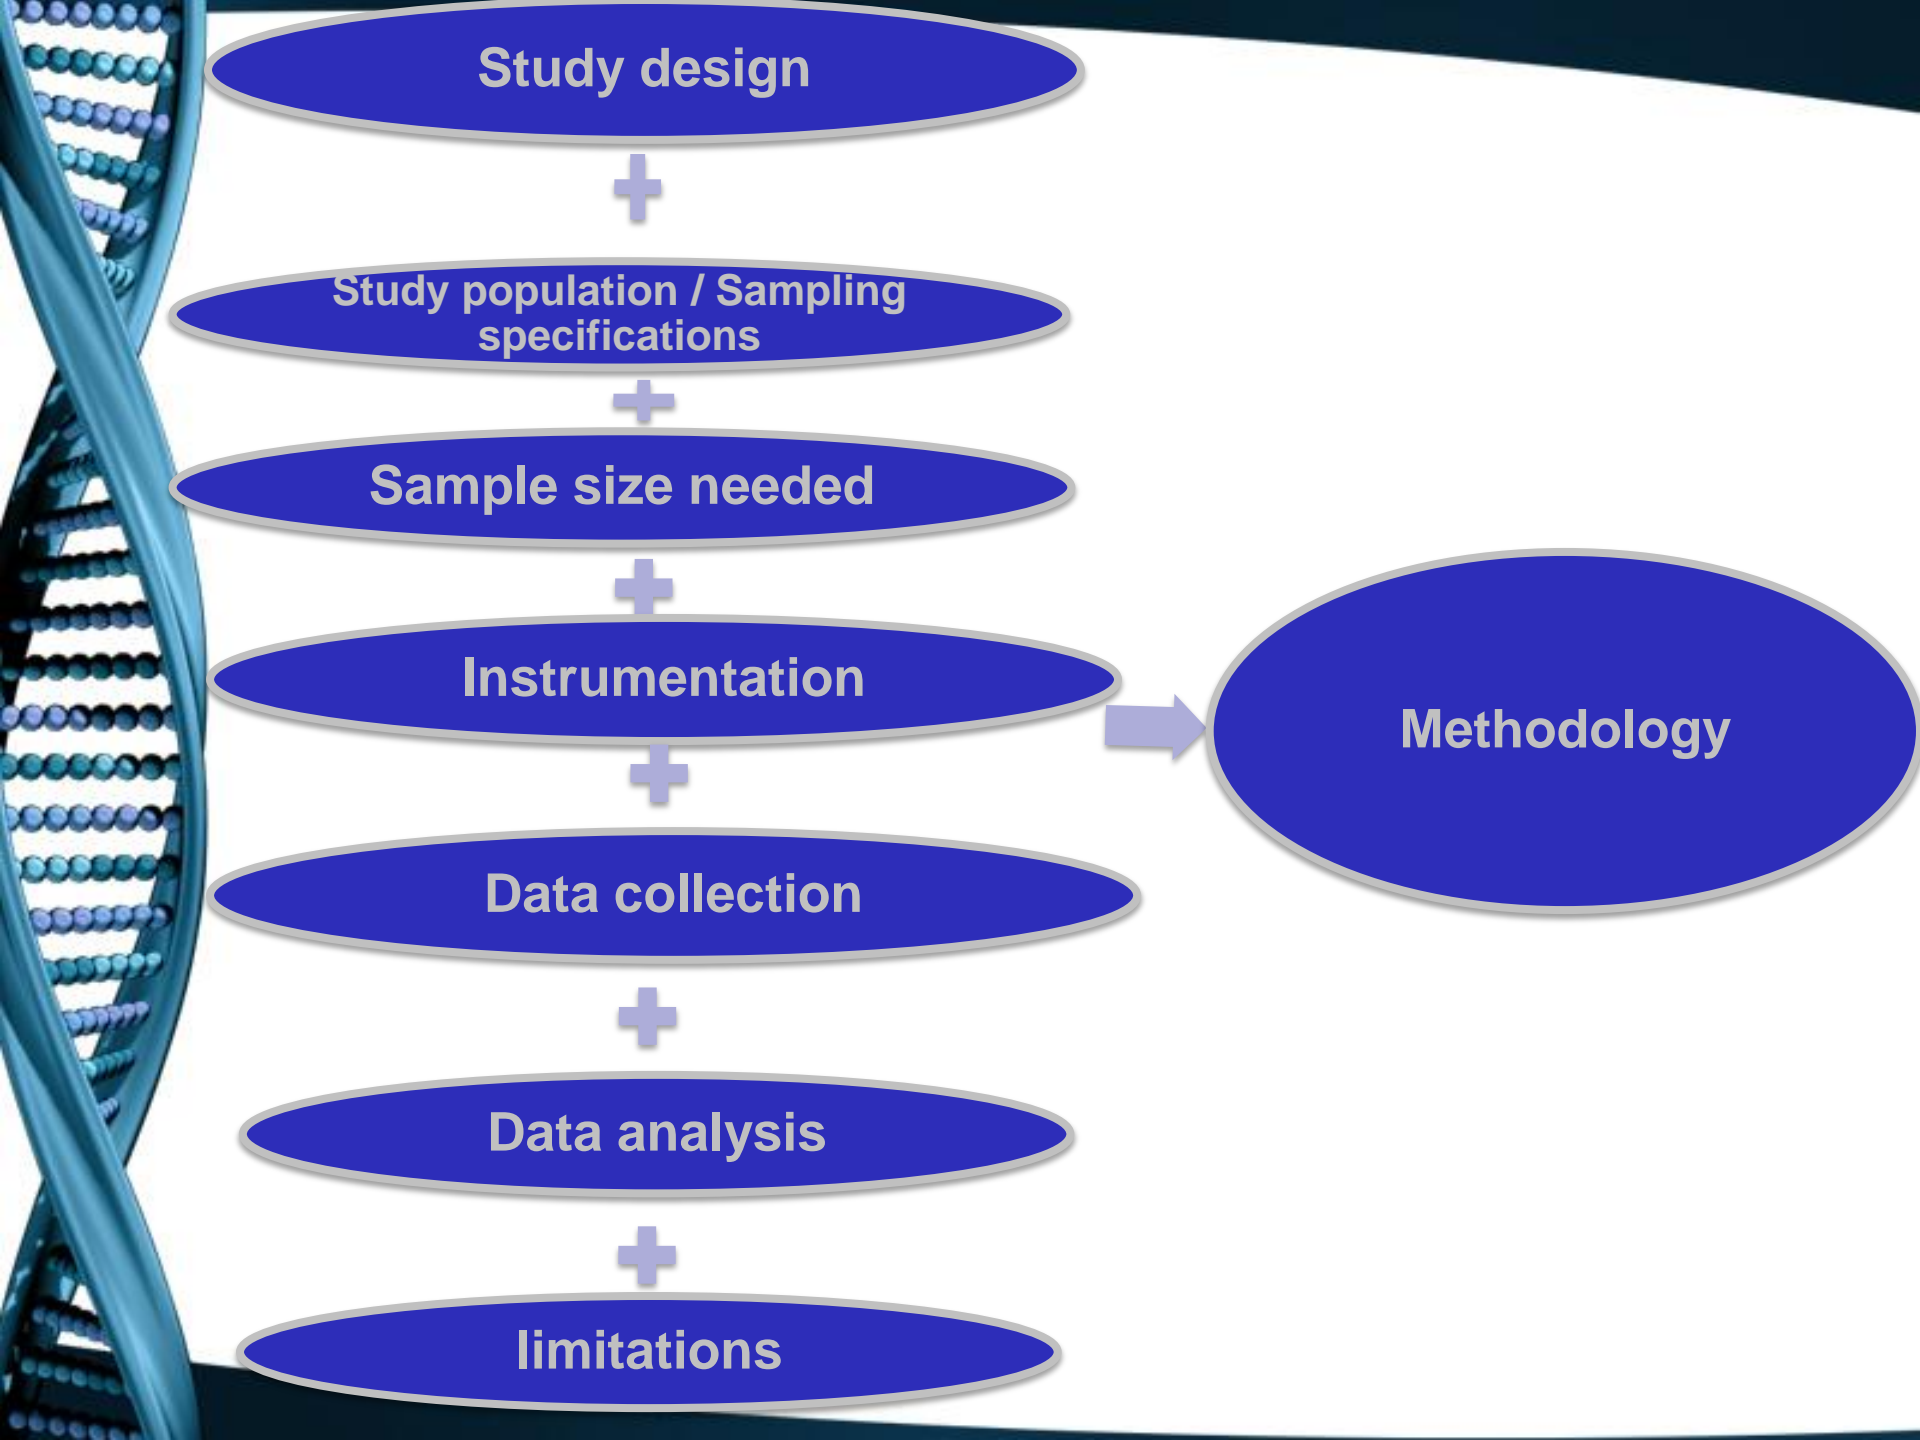 Study design
Study population / Sampling
specifications
Sample size needed
Instrumentation
Methodology
Data collection
Data analysis
limitations